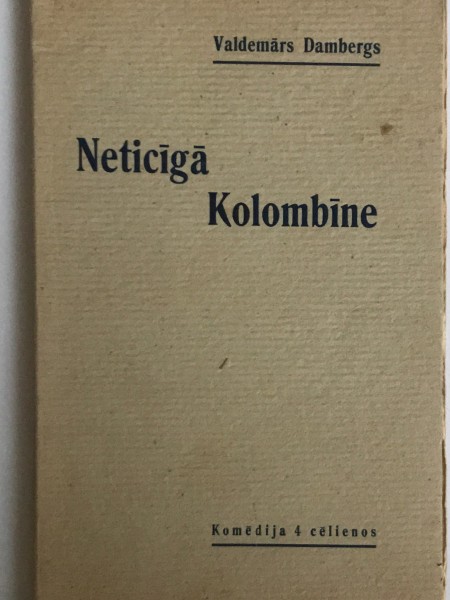 Valdemārs Dambergs
Neticīgā
Kolombīne
Komēdija 4 cēlienos